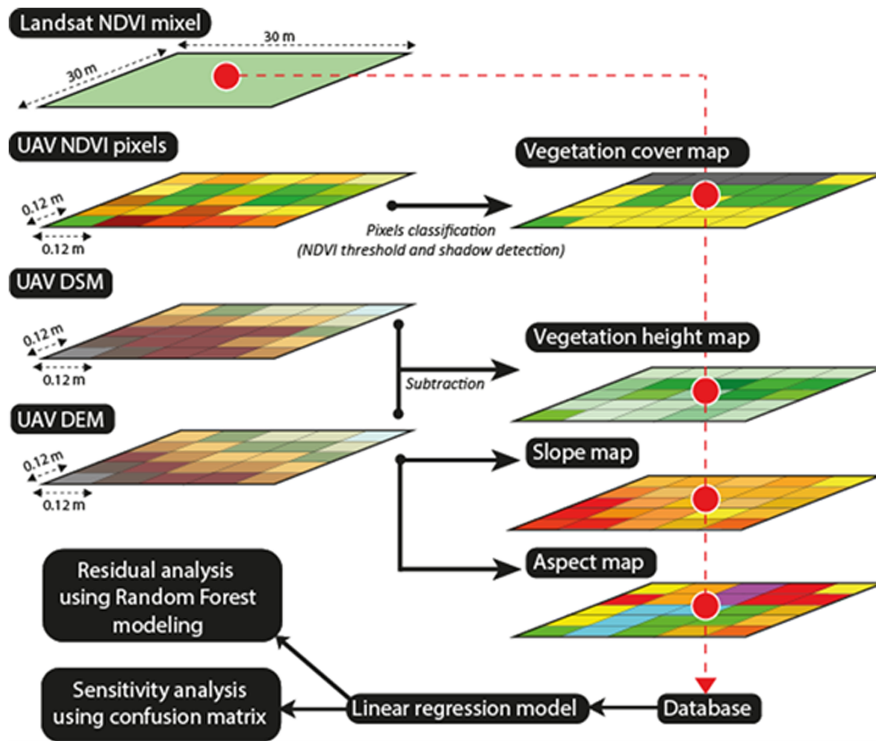 Landsat NDVI mixel
30 m
30 m
UAV NDVI pixels
Vegetation cover map
0.12 m
0.12 m
Pixels classification
(NDVI threshold and shadow detection)
UAV DSM
Vegetation height map
0.12 m
0.12 m
Subtraction
UAV DEM
Slope map
0.12 m
0.12 m
Aspect map
Residual analysis
using Random Forest
modeling
Sensitivity analysis
using confusion matrix
Linear regression model
Database